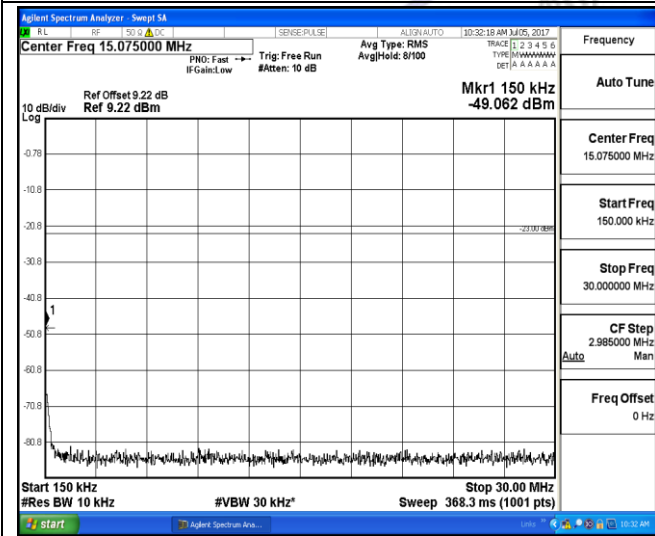 Agilent Spectrum Analyzer - Swept SA
RL RF 50 Ω DC SENSE:PULSE ALIGN AUTO 10:32:18 AM Jul 05, 2017
Center Freq 15.075000 MHz
PNO: Fast
IFGain:Low
Trig: Free Run
#Atten: 10 dB
Avg Type: RMS
Avg|Hold: 8/100
TRACE 1 2 3 4 5 6
TYPE MWWWWW
DET A A A A A A
Ref Offset 9.22 dB
10 dB/div Ref 9.22 dBm
Log
Mkr1 150 kHz
-49.062 dBm
-0.78
-10.8
-20.8
-23.00 dBm
-30.8
-40.8
1
-50.8
-60.8
-70.8
-80.8
Start 150 kHz
Stop 30.00 MHz
#Res BW 10 kHz
#VBW 30 kHz*
Sweep 368.3 ms (1001 pts)
Frequency
Auto Tune
Center Freq
15.075000 MHz
Start Freq
150.000 kHz
Stop Freq
30.000000 MHz
CF Step
2.985000 MHz
Auto Man
Freq Offset
0 Hz
start
Agilent Spectrum Ana...
Links
10:32 AM